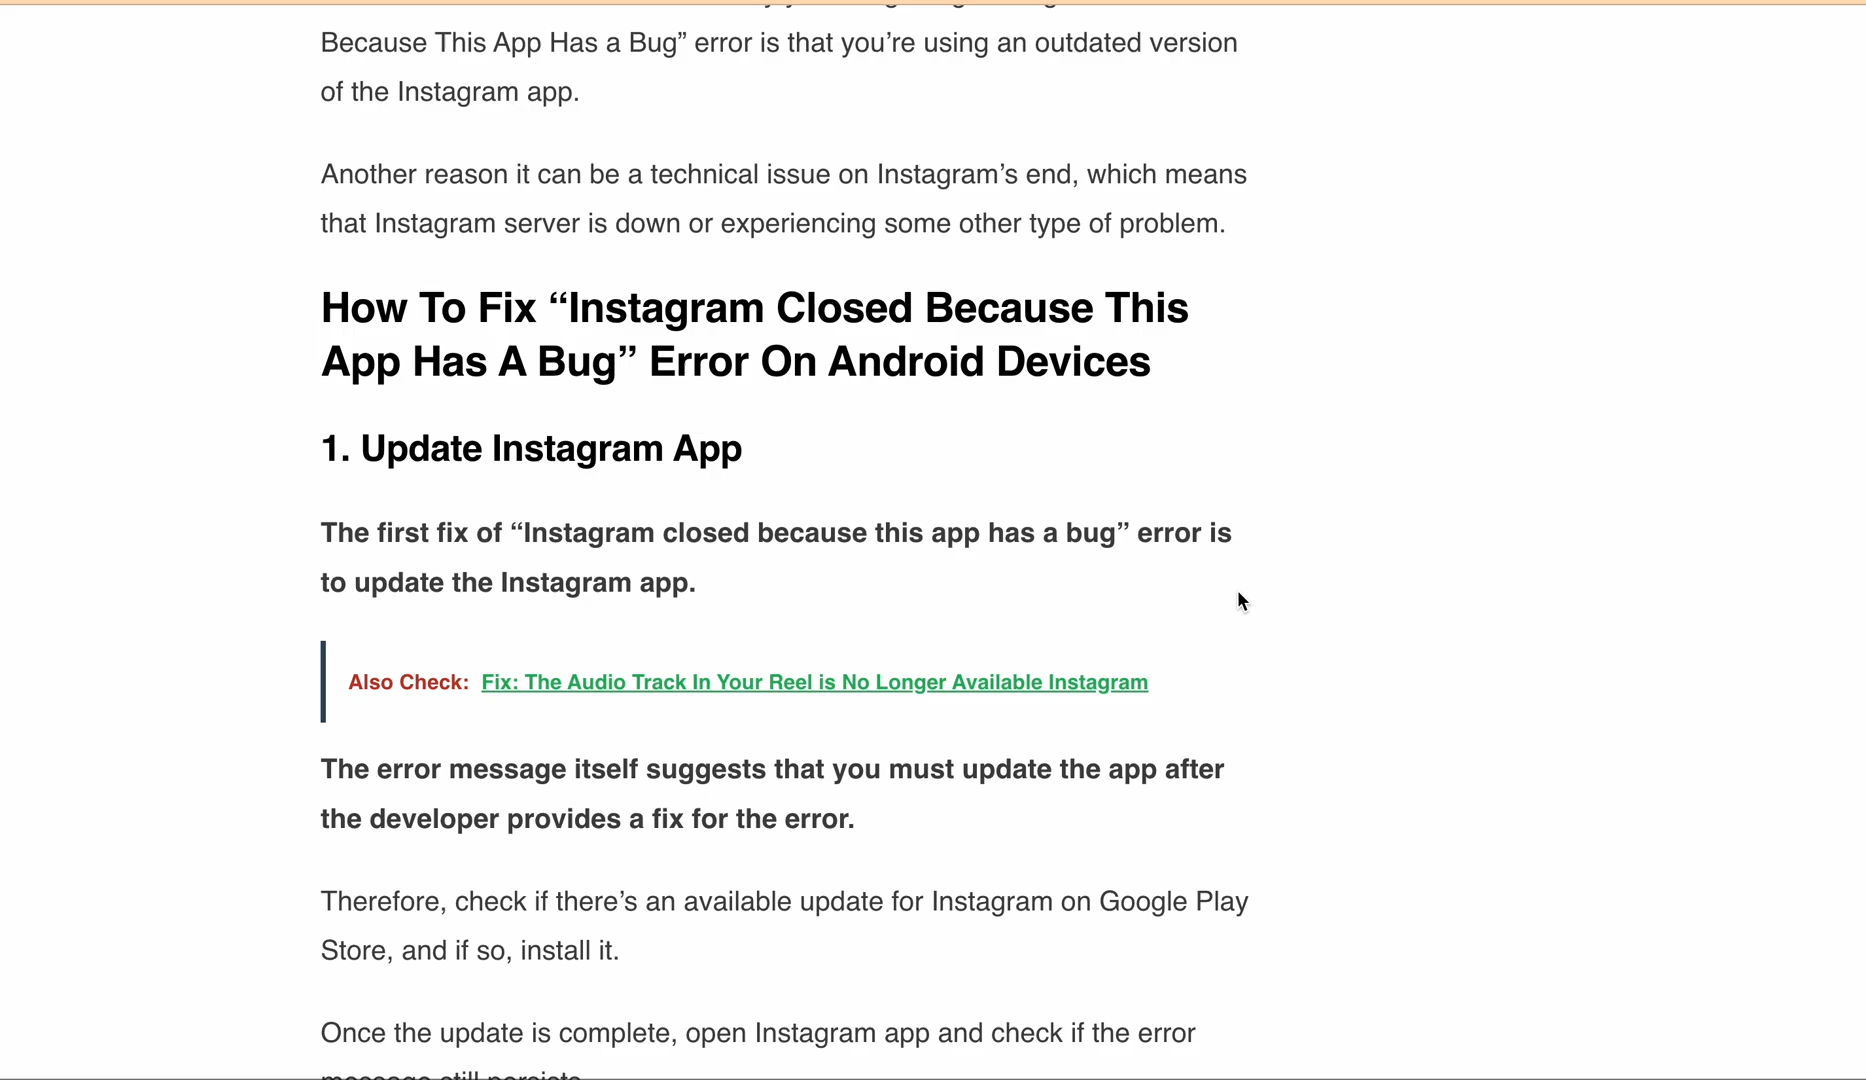 Because This App Has a Bug” error is that you’re using an outdated version
of the Instagram app.
Another reason it can be a technical issue on Instagram’s end, which means
that Instagram server is down or experiencing some other type of problem.
How To Fix “Instagram Closed Because This
App Has A Bug” Error On Android Devices
1. Update Instagram App
The first fix of “Instagram closed because this app has a bug” error is
to update the Instagram app.
Also Check: Fix: The Audio Track In Your Reel is No Longer Available Instagram
The error message itself suggests that you must update the app after
the developer provides a fix for the error.
Therefore, check if there’s an available update for Instagram on Google Play
Store, and if so, install it.
Once the update is complete, open Instagram app and check if the error
message still persists